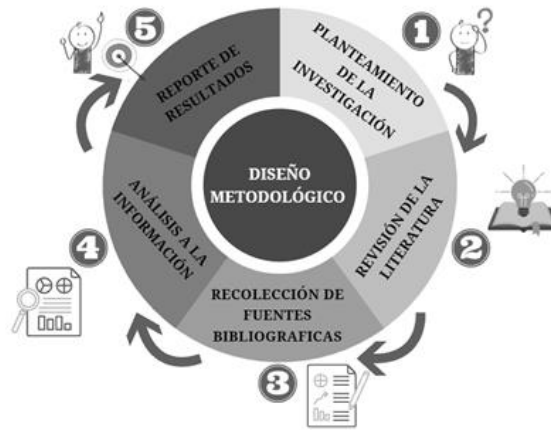 1
PLANTEAMIENTO
DE LA
INVESTIGACIÓN
2
REVISIÓN DE LA
LITERATURA
3
RECOLECCIÓN DE
FUENTES
BIBLIOGRAFICAS
4
ANÁLISIS A LA
INFORMACIÓN
5
REPORTE DE
RESULTADOS
DISEÑO
METODOLÓGICO